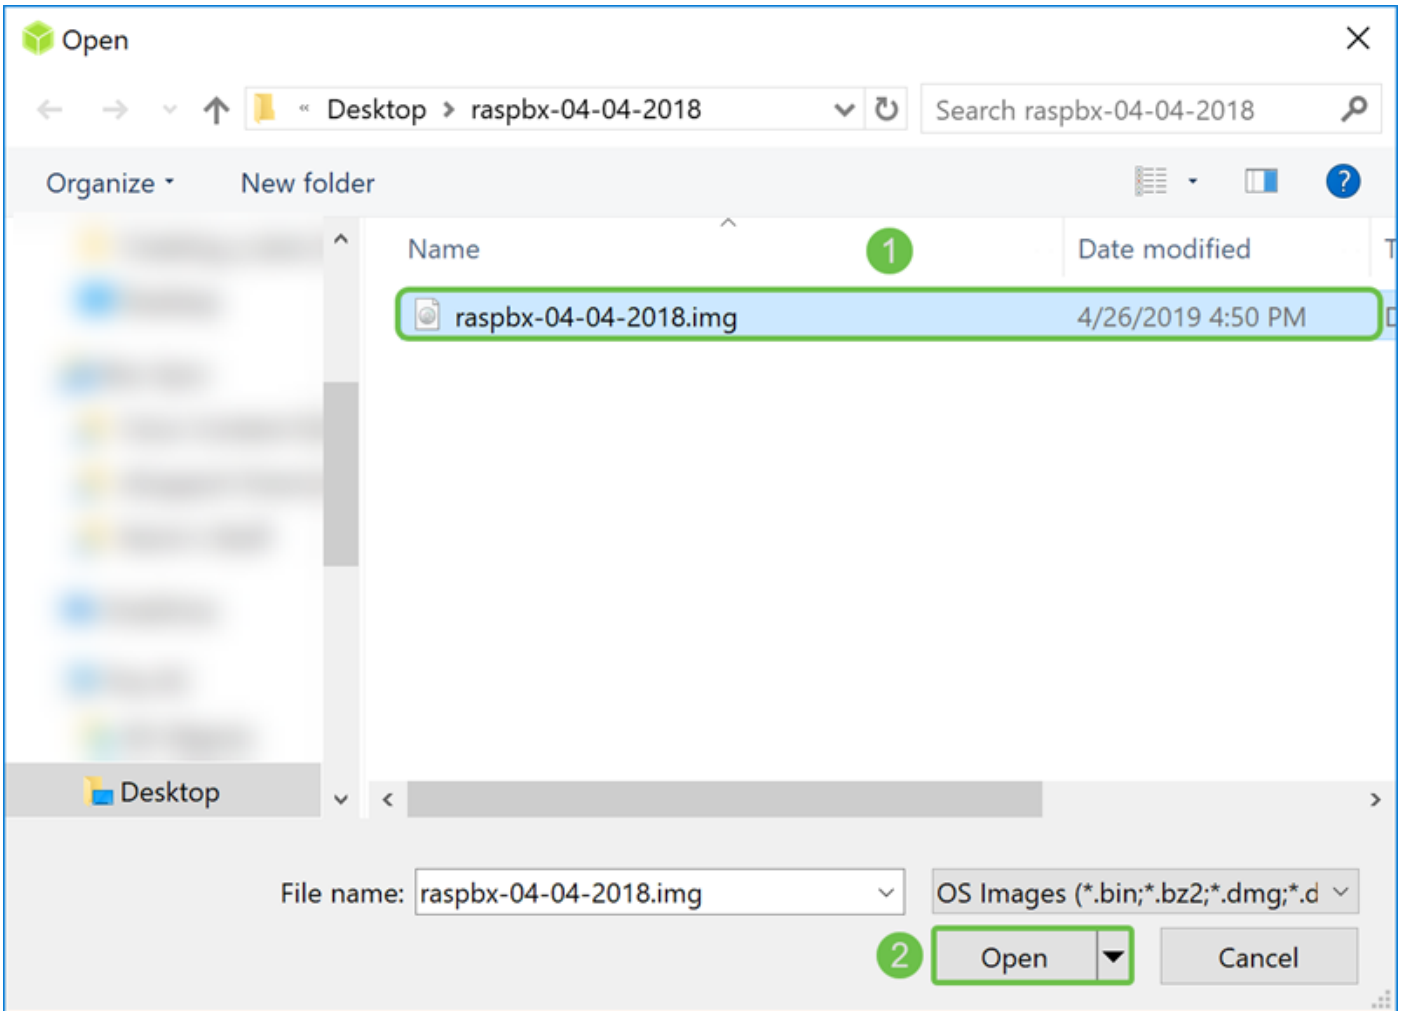 Open
« Desktop > raspbx-04-04-2018
Search raspbx-04-04-2018
Organize
New folder
Name
1
Date modified
T
raspbx-04-04-2018.img
4/26/2019 4:50 PM
D
Desktop
File name:
raspbx-04-04-2018.img
OS Images (*.bin;*.bz2;*.dmg;*.d
2
Open
Cancel